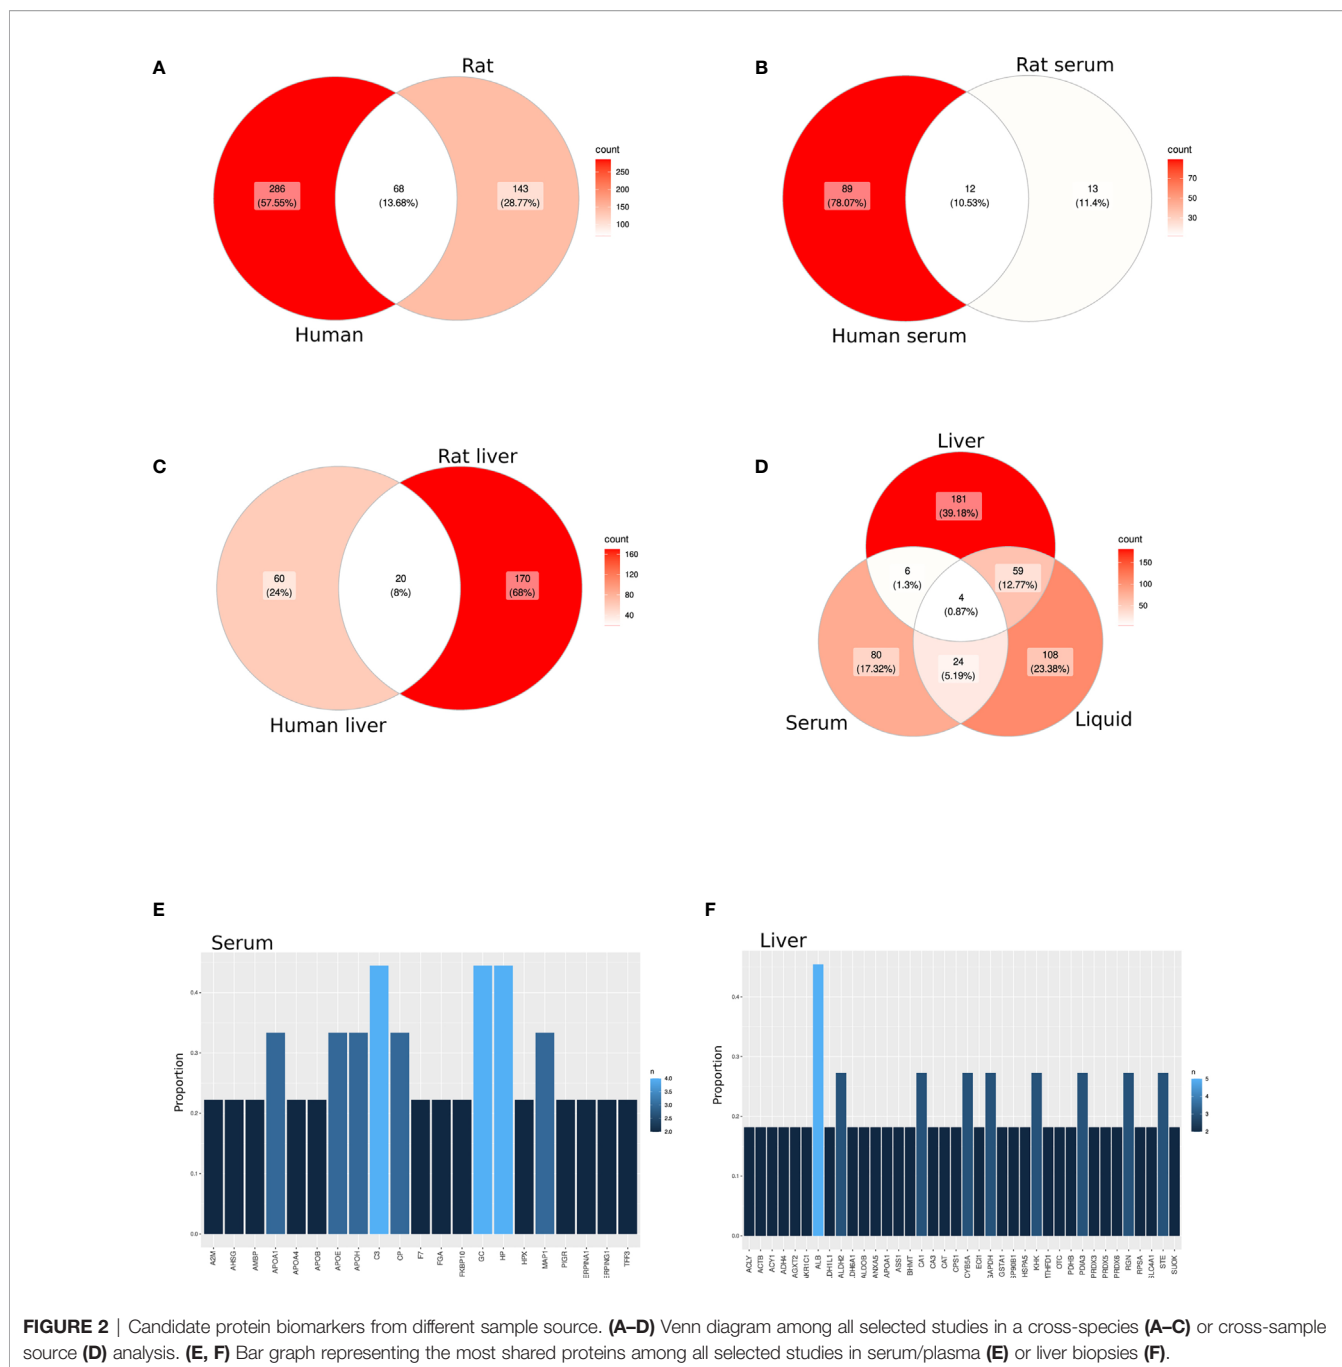 A
Rat
286
(57.55%)
68
(13.68%)
143
(28.77%)
Human
count
250
200
150
100
B
Rat serum
89
(78.07%)
12
(10.53%)
13
(11.4%)
Human serum
count
70
50
30
C
Rat liver
60
(24%)
20
(8%)
170
(68%)
Human liver
count
160
120
80
40
D
Liver
181
(39.18%)
6
(1.3%)
59
(12.77%)
4
(0.87%)
80
(17.32%)
24
(5.19%)
108
(23.38%)
Serum
Liquid
count
150
100
50
E
Serum
Proportion
0.4
0.3
0.2
0.1
0.0
A2M
AHSG
AMBP
APOA1
APOA4
APOB
APOE
APOH
C3
CP
F7
FGA
FKBP10
GC
HP
HPX
MAP1
PIGR
ERPINA1
ERPING1
TFF3
n
4.0
3.5
3.0
2.5
2.0
F
Liver
Proportion
0.4
0.3
0.2
0.1
0.0
ACLY
ACTB
ACY1
ADH4
AGXT2
AKR1C1
ALB
LDH1L1
ALDH2
LDH6A1
ALDOB
ANXA5
APOA1
ASS1
BHMT
CA1
CA3
CAT
CPS1
CYB5A
ECI1
GAPDH
GSTA1
SP90B1
HSPA5
KHK
MTHFD1
OTC
PDHB
PDIA3
PRDX3
PRDX5
PRDX6
RGN
RPSA
SLC4A1
STE
SUOX
n
5
4
3
2
FIGURE 2 | Candidate protein biomarkers from different sample source. (A–D) Venn diagram among all selected studies in a cross-species (A–C) or cross-sample
source (D) analysis. (E, F) Bar graph representing the most shared proteins among all selected studies in serum/plasma (E) or liver biopsies (F).